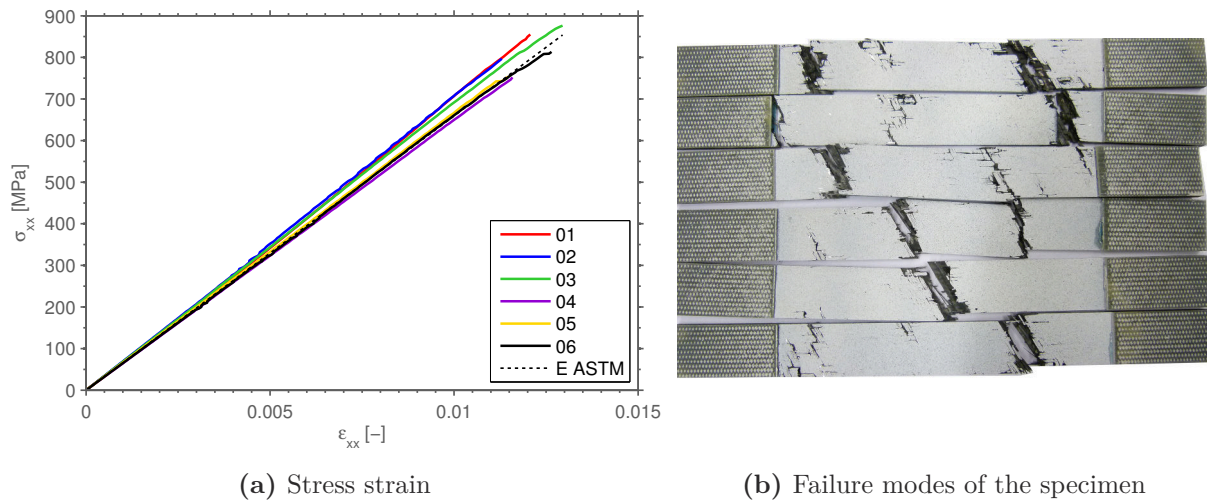 900
800
700
600
500
400
300
200
100
0
σxx [MPa]
0 0.005 0.01 0.015
εxx [−]
01
02
03
04
05
06
E ASTM
(a) Stress strain
(b) Failure modes of the specimen